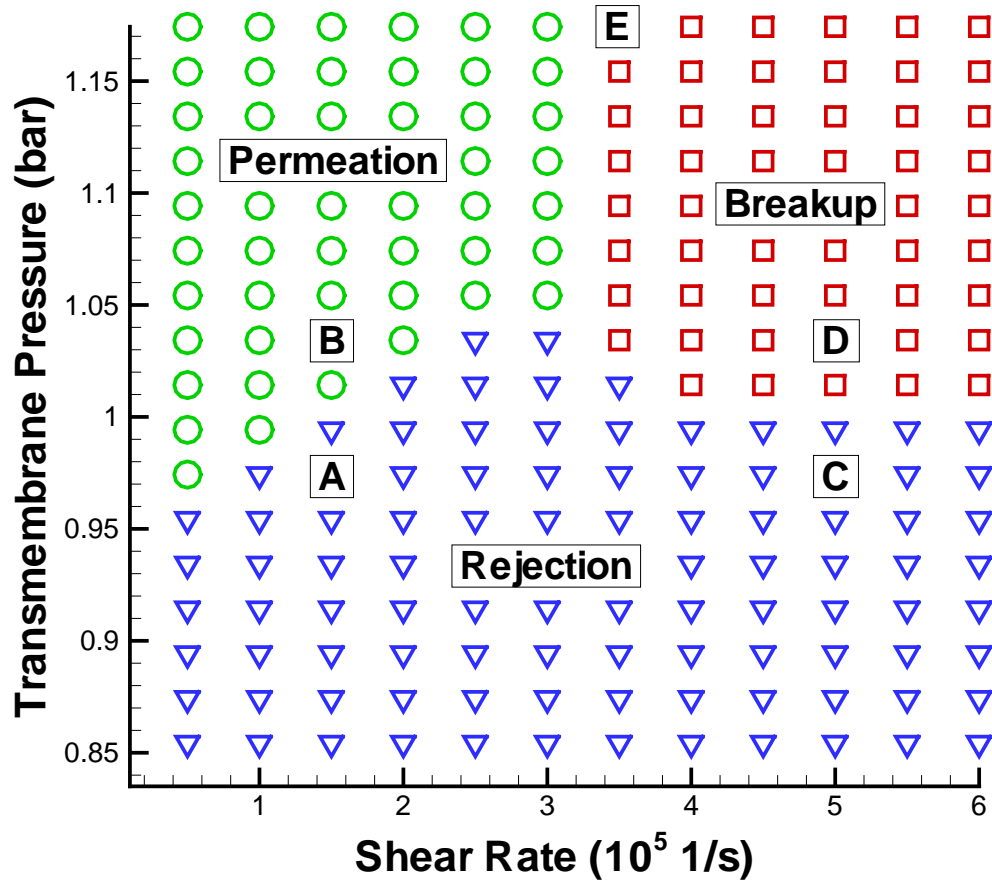 E
1.15
Permeation
1.1
Breakup
1.05
B
D
1
A
C
0.95
Rejection
0.9
0.85
Transmembrane Pressure (bar)
1 2 3 4 5 6
Shear Rate (10⁵ 1/s)